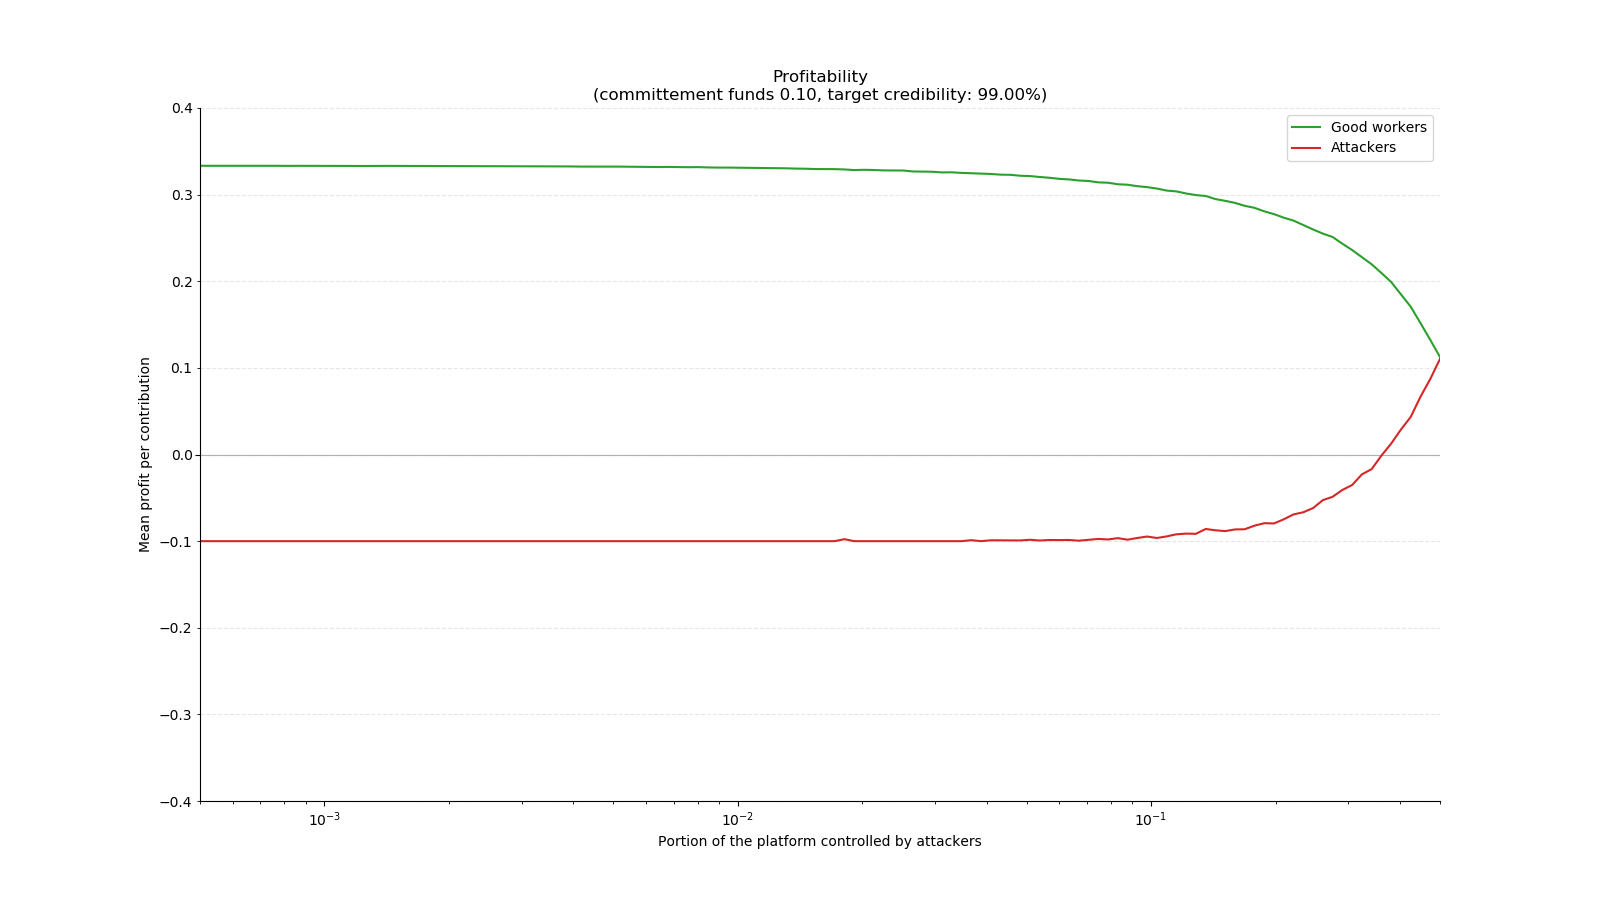 Profitability
(committement funds 0.10, target credibility: 99.00%)
Good workers
Attackers
Mean profit per contribution
0.4
0.3
0.2
0.1
0.0
−0.1
−0.2
−0.3
−0.4
10⁻³
10⁻²
10⁻¹
Portion of the platform controlled by attackers